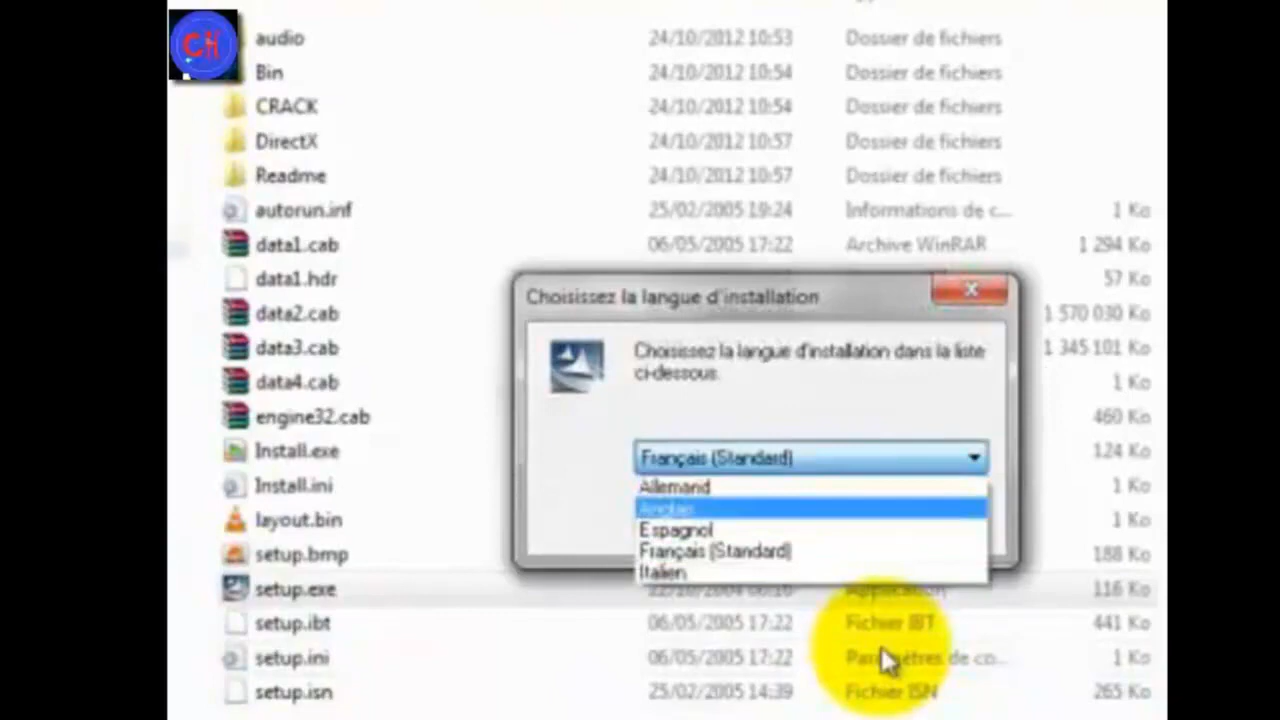 CH
audio 24/10/2012 10:53 Dossier de fichiers
Bin 24/10/2012 10:54 Dossier de fichiers
CRACK 24/10/2012 10:54 Dossier de fichiers
DirectX 24/10/2012 10:57 Dossier de fichiers
Readme 24/10/2012 10:57 Dossier de fichiers
autorun.inf 25/02/2005 19:24 Informations de c... 1 Ko
data1.cab 06/05/2005 17:22 Archive WinRAR 1 294 Ko
data1.hdr 57 Ko
data2.cab 1 570 030 Ko
data3.cab 1 345 101 Ko
data4.cab 1 Ko
engine32.cab 460 Ko
Install.exe 124 Ko
Install.ini 1 Ko
layout.bin 1 Ko
setup.bmp 188 Ko
setup.exe Application 116 Ko
setup.ibt 06/05/2005 17:22 Fichier IBT 441 Ko
setup.ini 06/05/2005 17:22 Paramètres de co... 1 Ko
setup.isn 25/02/2005 14:39 Fichier ISN 265 Ko
Choisissez la langue d'installation
Choisissez la langue d'installation dans la liste
ci-dessous.
Français (Standard)
Allemand
Anglais
Espagnol
Français (Standard)
Italien